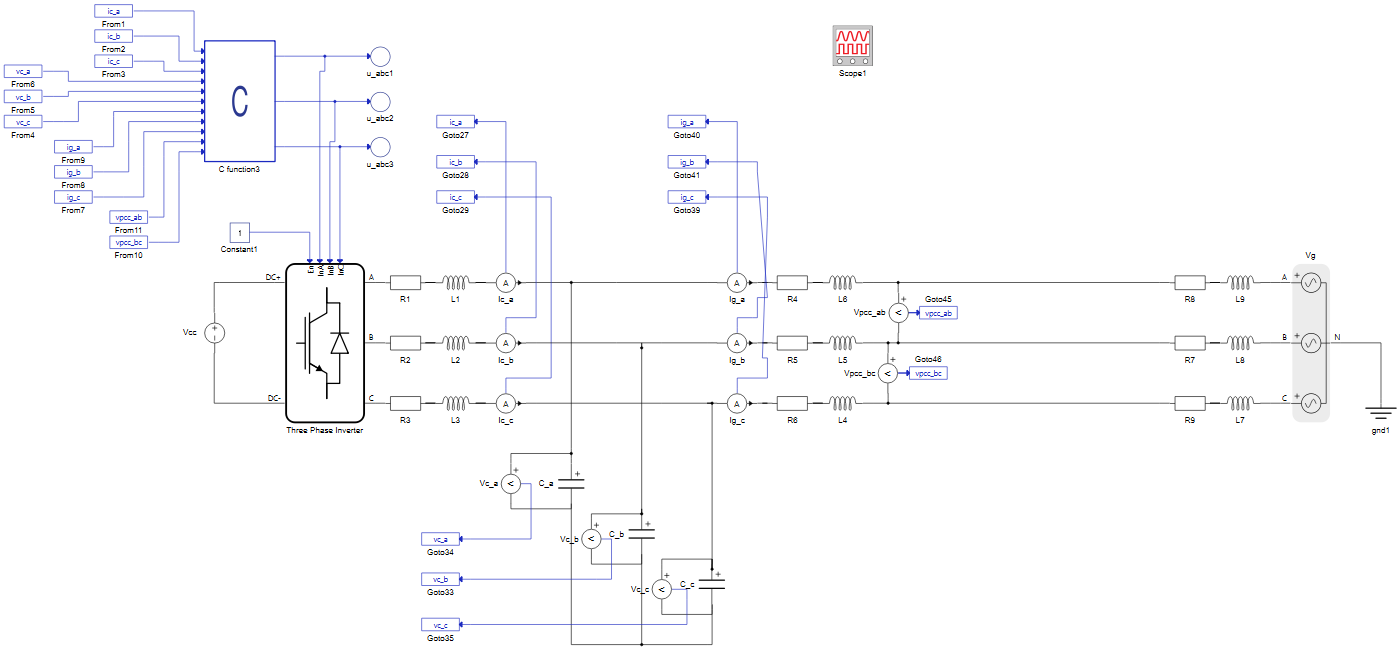 ic_a
From1
ic_b
From2
ic_c
From3
vc_a
From6
vc_b
From5
vc_c
From4
ig_a
From9
ig_b
From8
ig_c
From7
vpcc_ab
From11
vpcc_bc
From10
C
C function3
u_abc1
u_abc2
u_abc3
Scope1
ic_a
Goto27
ic_b
Goto28
ic_c
Goto29
ig_a
Goto40
ig_b
Goto41
ig_c
Goto39
1
Constant1
En
InA
InB
InC
DC+
DC-
A
B
C
Vcc
Three Phase Inverter
R1
L1
A
Ic_a
R2
L2
A
Ic_b
R3
L3
A
Ic_c
A
Ig_a
R4
L6
A
Ig_b
R5
L5
A
Ig_c
R6
L4
Vpcc_ab
Goto45
vpcc_ab
Vpcc_bc
Goto46
vpcc_bc
R8
L9
R7
L8
R9
L7
Vg
A
B
C
N
gnd1
Vc_a
C_a
Vc_b
C_b
Vc_c
C_c
vc_a
Goto34
vc_b
Goto33
vc_c
Goto35